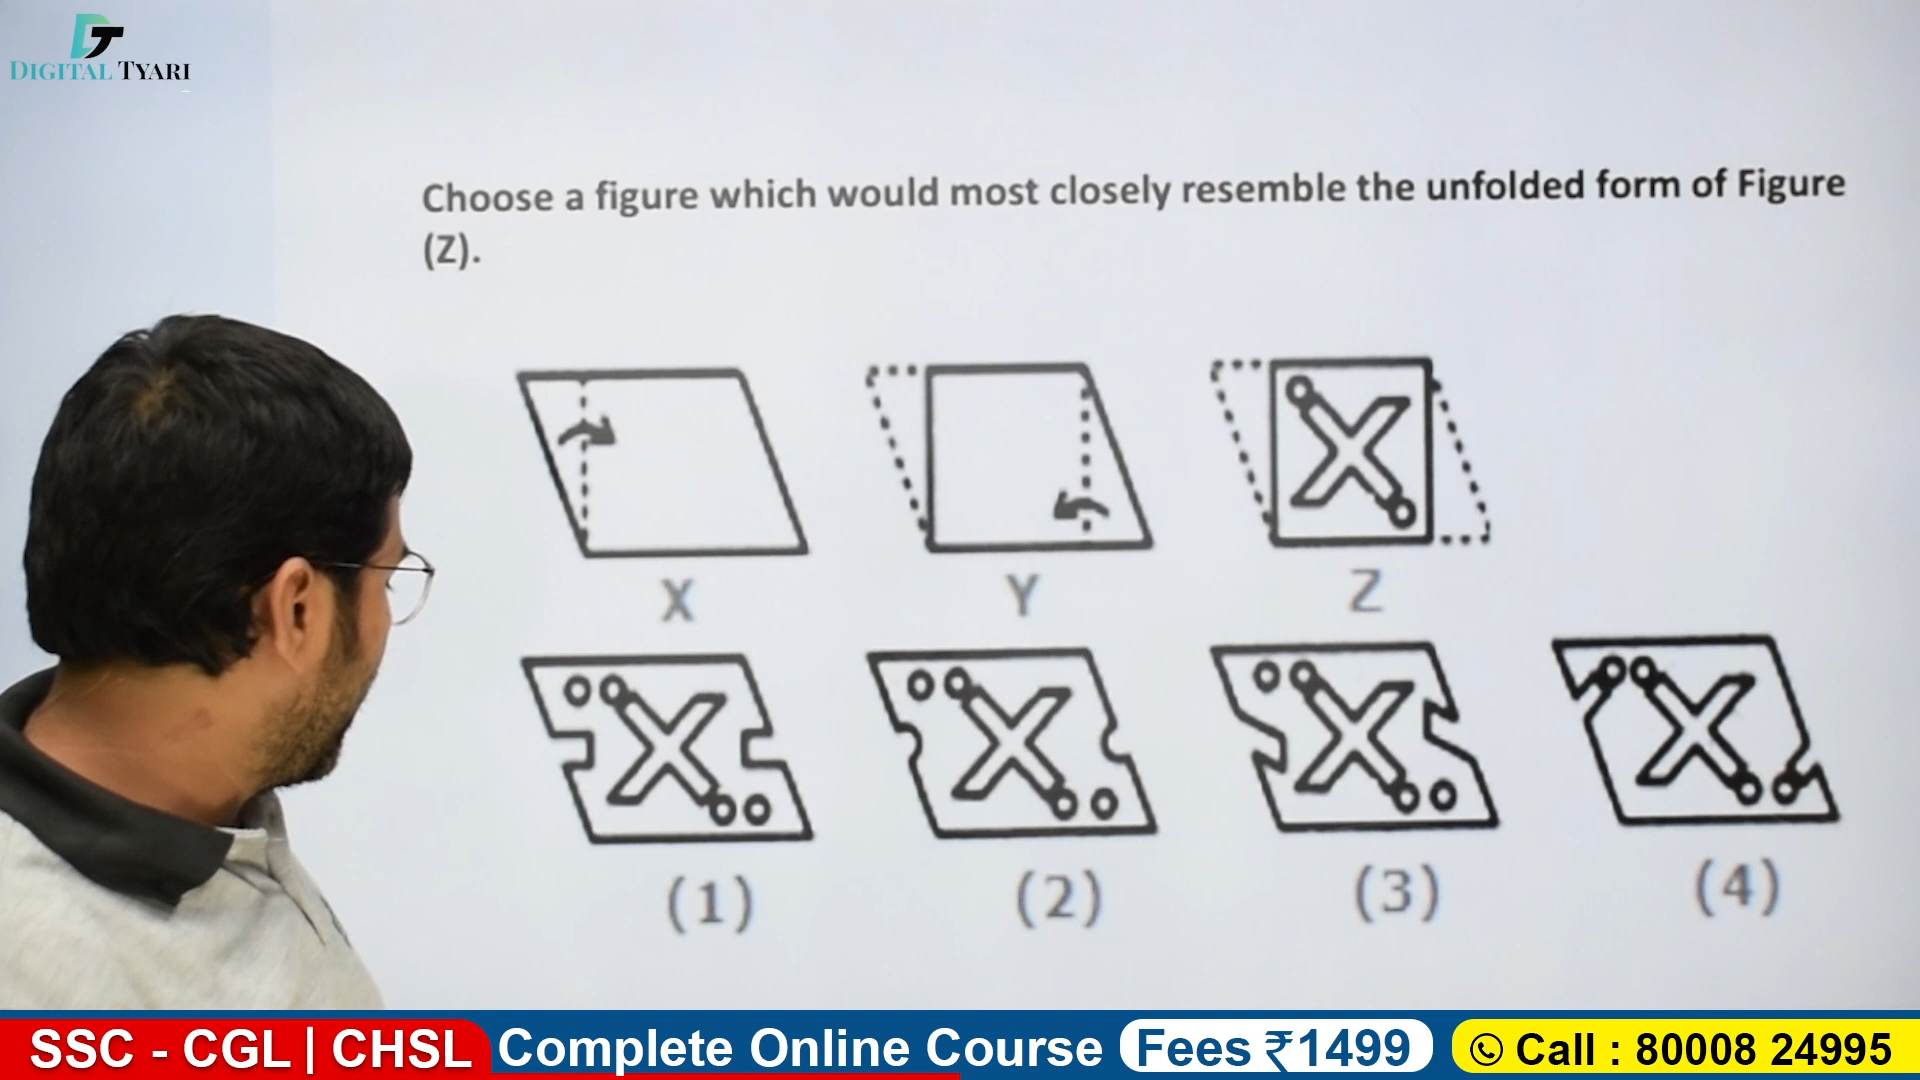 DT
DIGITAL TYARI
Choose a figure which would most closely resemble the unfolded form of Figure
(Z).
X Y Z
(1) (2) (3) (4)
SSC - CGL | CHSL Complete Online Course Fees ₹1499 Call : 80008 24995